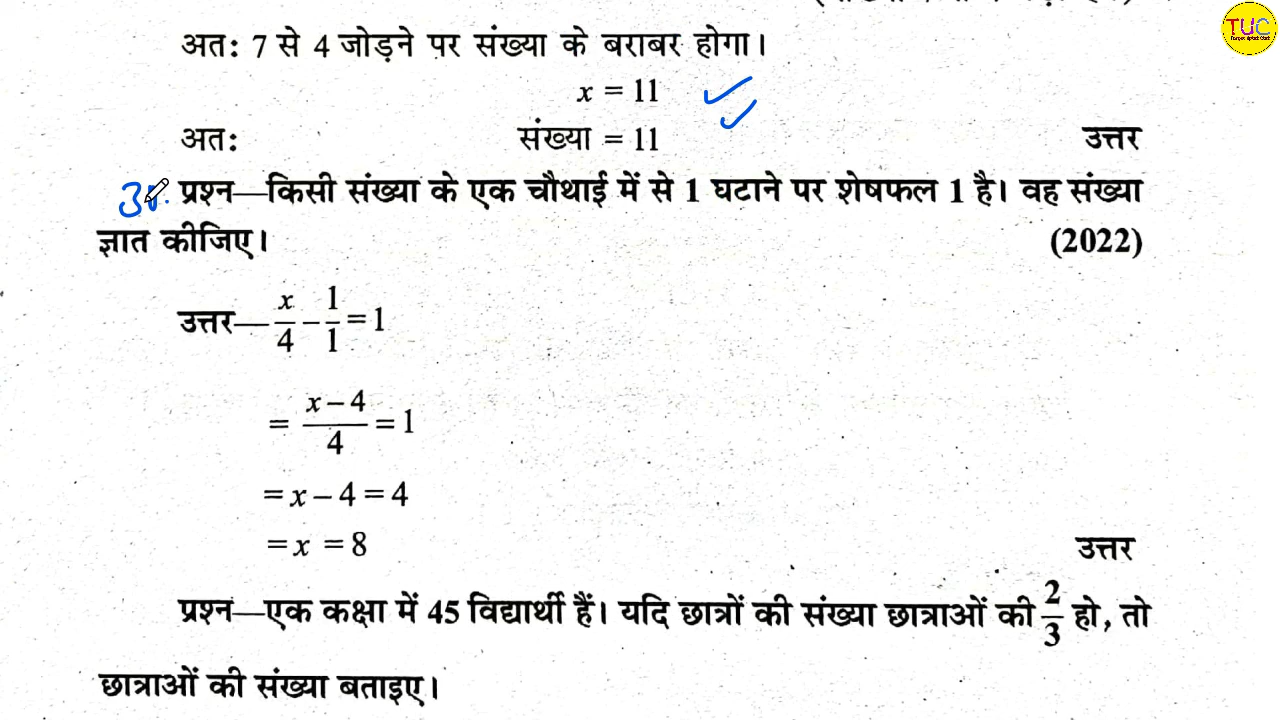 TUC
अतः 7 से 4 जोड़ने पर संख्या के बराबर होगा।
x = 11
अतः संख्या = 11 उत्तर
प्रश्न—किसी संख्या के एक चौथाई में से 1 घटाने पर शेषफल 1 है। वह संख्या
ज्ञात कीजिए। (2022)
उत्तर—x/4 − 1/1 = 1
= x − 4/4 = 1
= x − 4 = 4
= x = 8 उत्तर
प्रश्न—एक कक्षा में 45 विद्यार्थी हैं। यदि छात्रों की संख्या छात्राओं की 2/3 हो, तो
छात्राओं की संख्या बताइए।